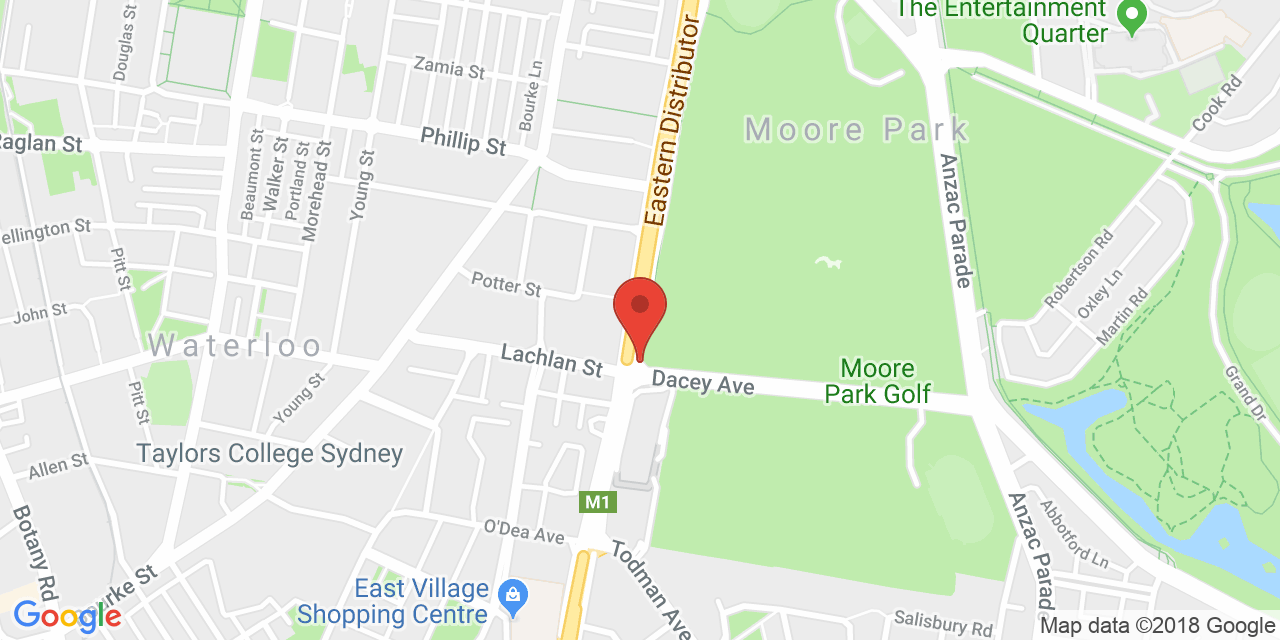 The Entertainment
Quarter
Douglas St
Zamia St
Bourke Ln
Eastern Distributor
Cook Rd
Moore Park
Raglan St
Phillip St
Beaumont St
Walker St
Portland St
Morehead St
Young St
Anzac Parade
ellington St
Pitt St
Robertson Rd
Oxley Ln
Martin Rd
Potter St
John St
Waterloo
Lachlan St
Dacey Ave
Moore
Park Golf
Young St
Pitt St
Grand Dr
Taylors College Sydney
Allen St
M1
Botany Rd
O'Dea Ave
Todman Ave
Anzac Parad
Abbotford Ln
East Village
Shopping Centre
urke St
Google
Salisbury Rd
Map data ©2018 Google